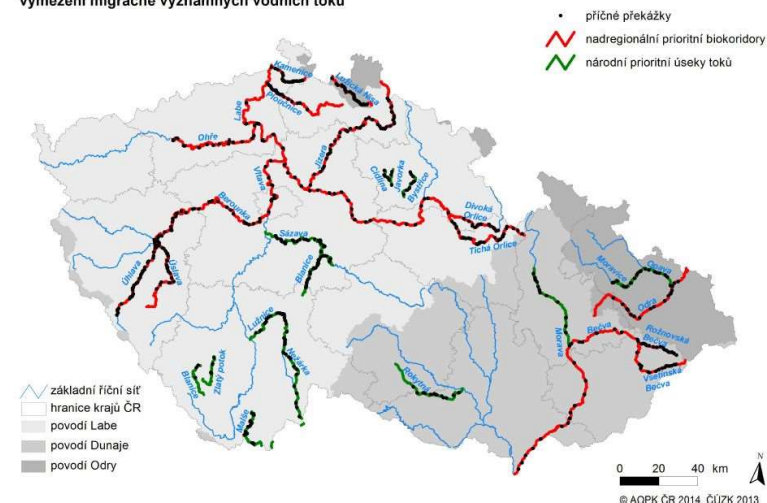 vymezení migračně významných vodních toků
příčné překážky
nadregionální prioritní biokoridory
národní prioritní úseky toků
Kamenice
Lužická Nisa
Ploučnice
Labe
Ohře
Jizera
Vltava
Cidlina
Javorka
Bystřice
Berounka
Divoká
Orlice
Tichá Orlice
Sázava
Blanice
Úhlava
Úslava
Moravice
Opava
Odra
Lužnice
Nežárka
Morava
Bečva
Rožnovská
Bečva
Vsetínská
Bečva
Blanice
Zlatý potok
Rokytná
Malše
základní říční síť
hranice krajů ČR
povodí Labe
povodí Dunaje
povodí Odry
0 20 40 km
N
© AOPK ČR 2014, ČÚZK 2013